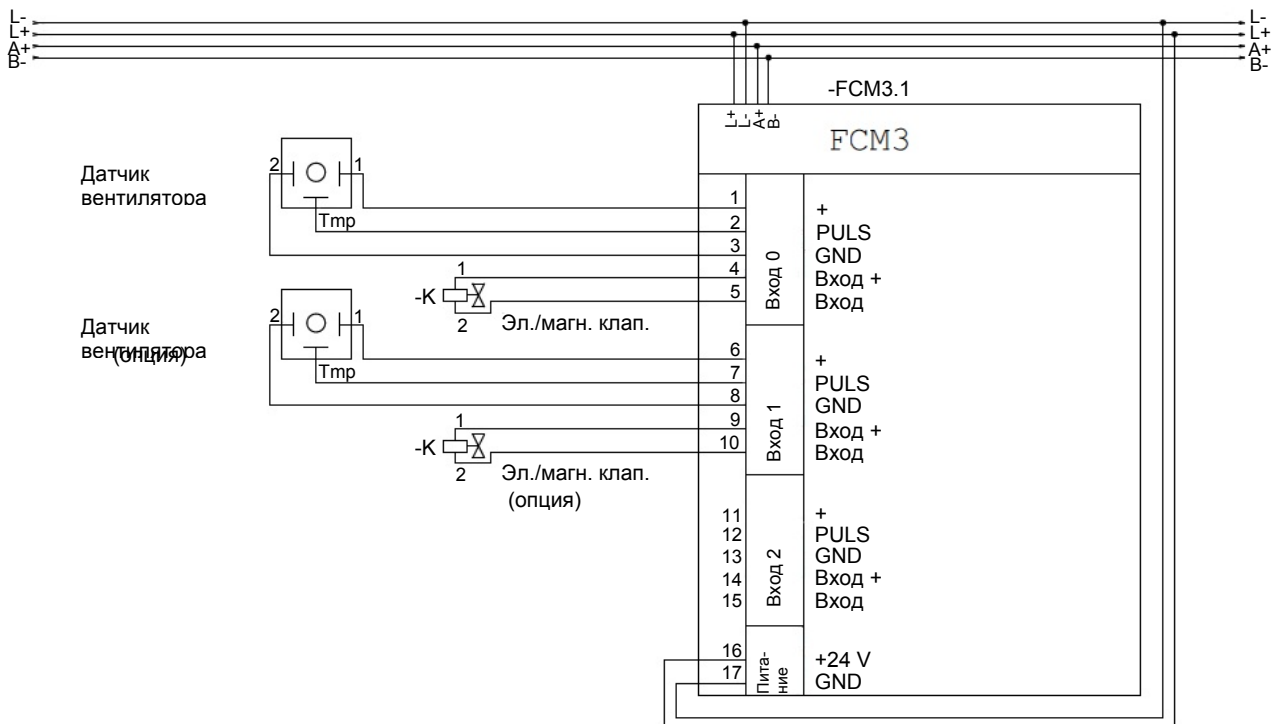 L-
L+
A+
B-
L-
L+
A+
B-
-FCM3.1
L+
L-
A+
B-
FCM3
Датчик
вентилятора
2
1
Tmp
1
2
3
4
5
Вход 0
+
PULS
GND
Вход +
Вход
-K
1
2
Эл./магн. клап.
Датчик
вентилятора
(опция)
2
1
Tmp
6
7
8
9
10
Вход 1
+
PULS
GND
Вход +
Вход
-K
1
2
Эл./магн. клап.
(опция)
11
12
13
14
15
Вход 2
+
PULS
GND
Вход +
Вход
16
17
Пита-
ние
+24 V
GND